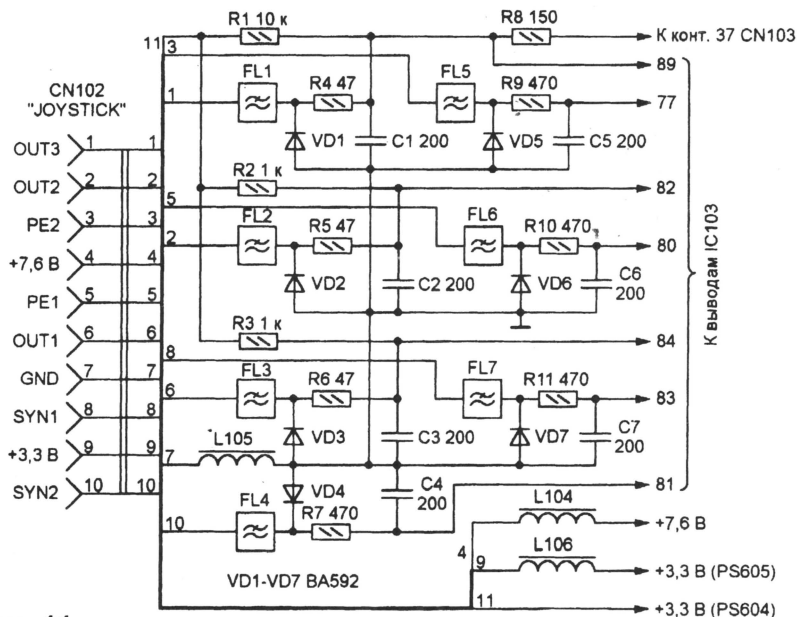 11
R1 10 к
R8 150
К конт. 37 CN103
3
89
CN102
"JOYSTICK"
FL1
R4 47
FL5
R9 470
1
77
VD1
C1 200
VD5
C5 200
OUT3 1 1
R2 1 к
82
OUT2 2 2
5
PE2 3 3
FL2
R5 47
FL6
R10 470
2
80
+7,6 В 4 4
VD2
C2 200
VD6
C6
200
PE1 5 5
R3 1 к
84
OUT1 6 6
8
GND 7 7
FL3
R6 47
FL7
R11 470
6
83
SYN1 8 8
L105
VD3
C3 200
VD7
C7
200
+3,3 В 9 9
7
VD4
C4
200
81
SYN2 10 10
FL4
R7 470
10
К выводам IC103
L104
4
+7,6 В
L106
9
+3,3 В (PS605)
VD1-VD7 BA592
11
+3,3 В (PS604)